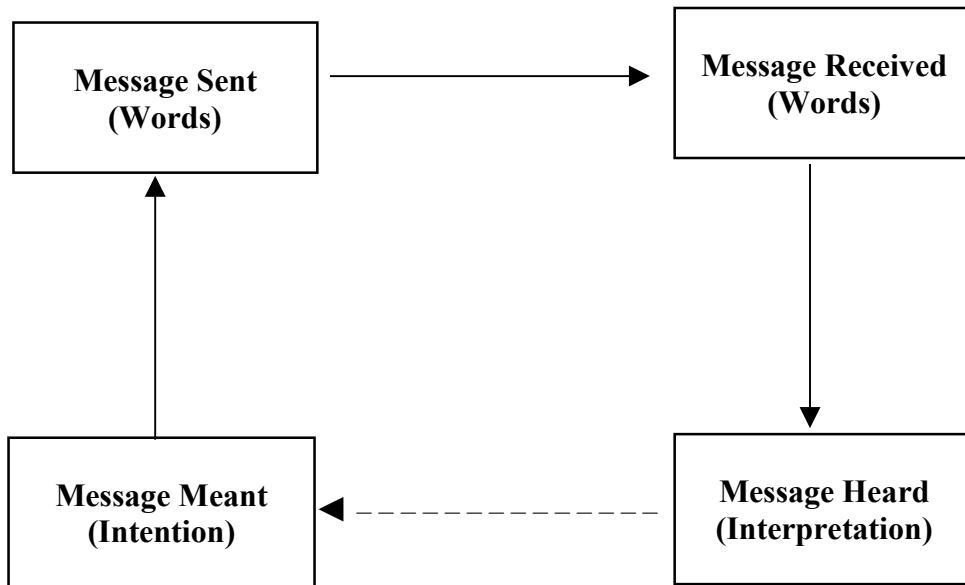 Message Sent
(Words)
Message Received
(Words)
Message Meant
(Intention)
Message Heard
(Interpretation)